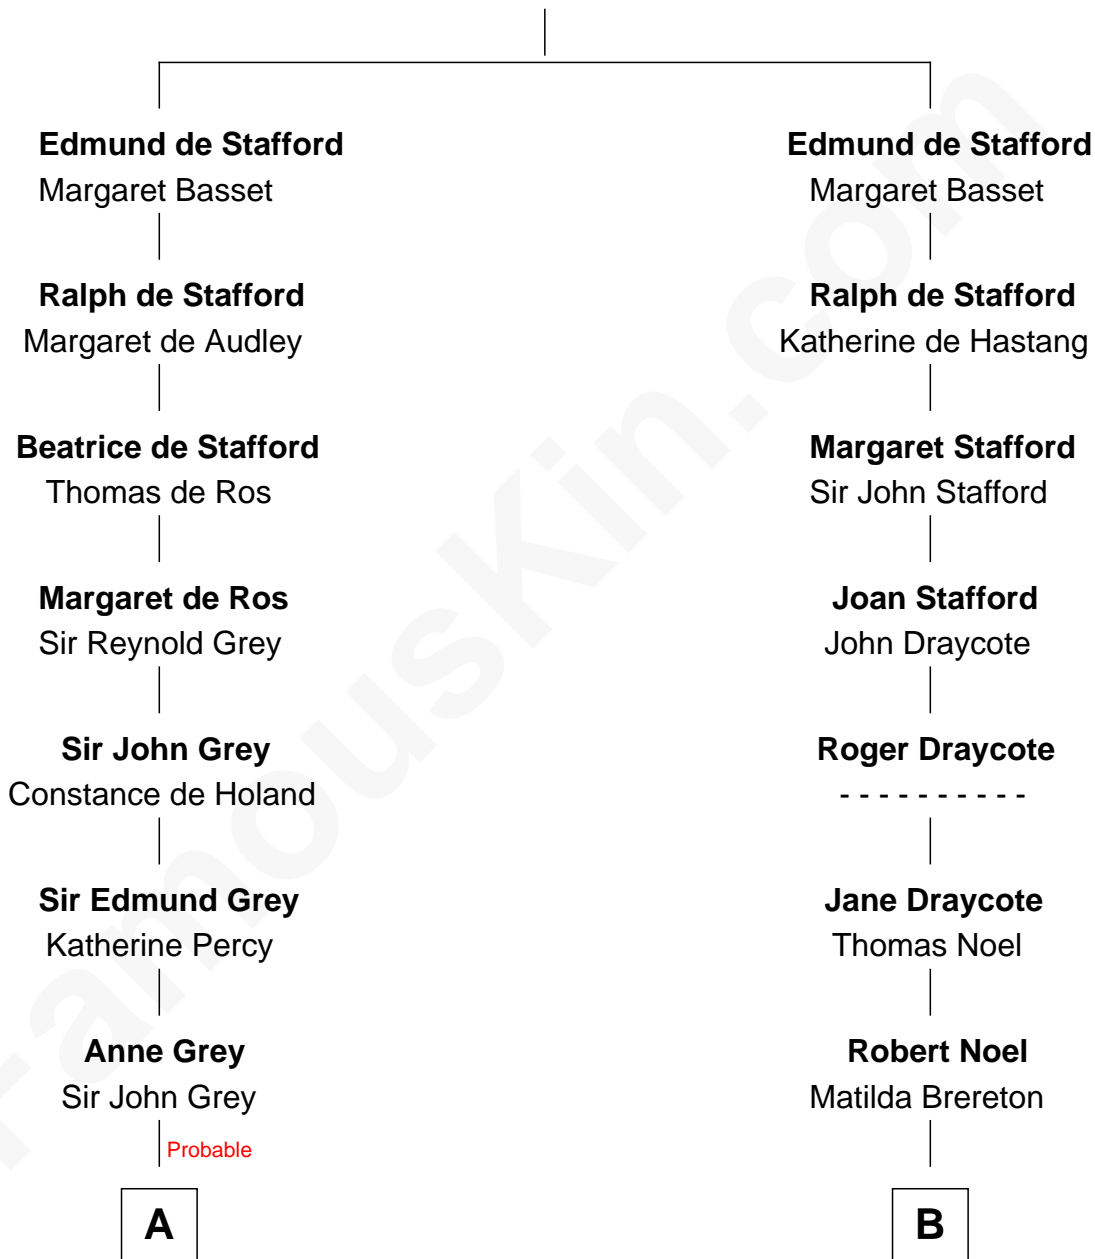 Edmund de Stafford
Margaret Basset
Ralph de Stafford
Margaret de Audley
Beatrice de Stafford
Thomas de Ros
Margaret de Ros
Sir Reynold Grey
Sir John Grey
Constance de Holand
Sir Edmund Grey
Katherine Percy
Anne Grey
Sir John Grey
Probable
A
Edmund de Stafford
Margaret Basset
Ralph de Stafford
Katherine de Hastang
Margaret Stafford
Sir John Stafford
Joan Stafford
John Draycote
Roger Draycote
- - - - - - - - - -
Jane Draycote
Thomas Noel
Robert Noel
Matilda Brereton
B
FamousKin.com